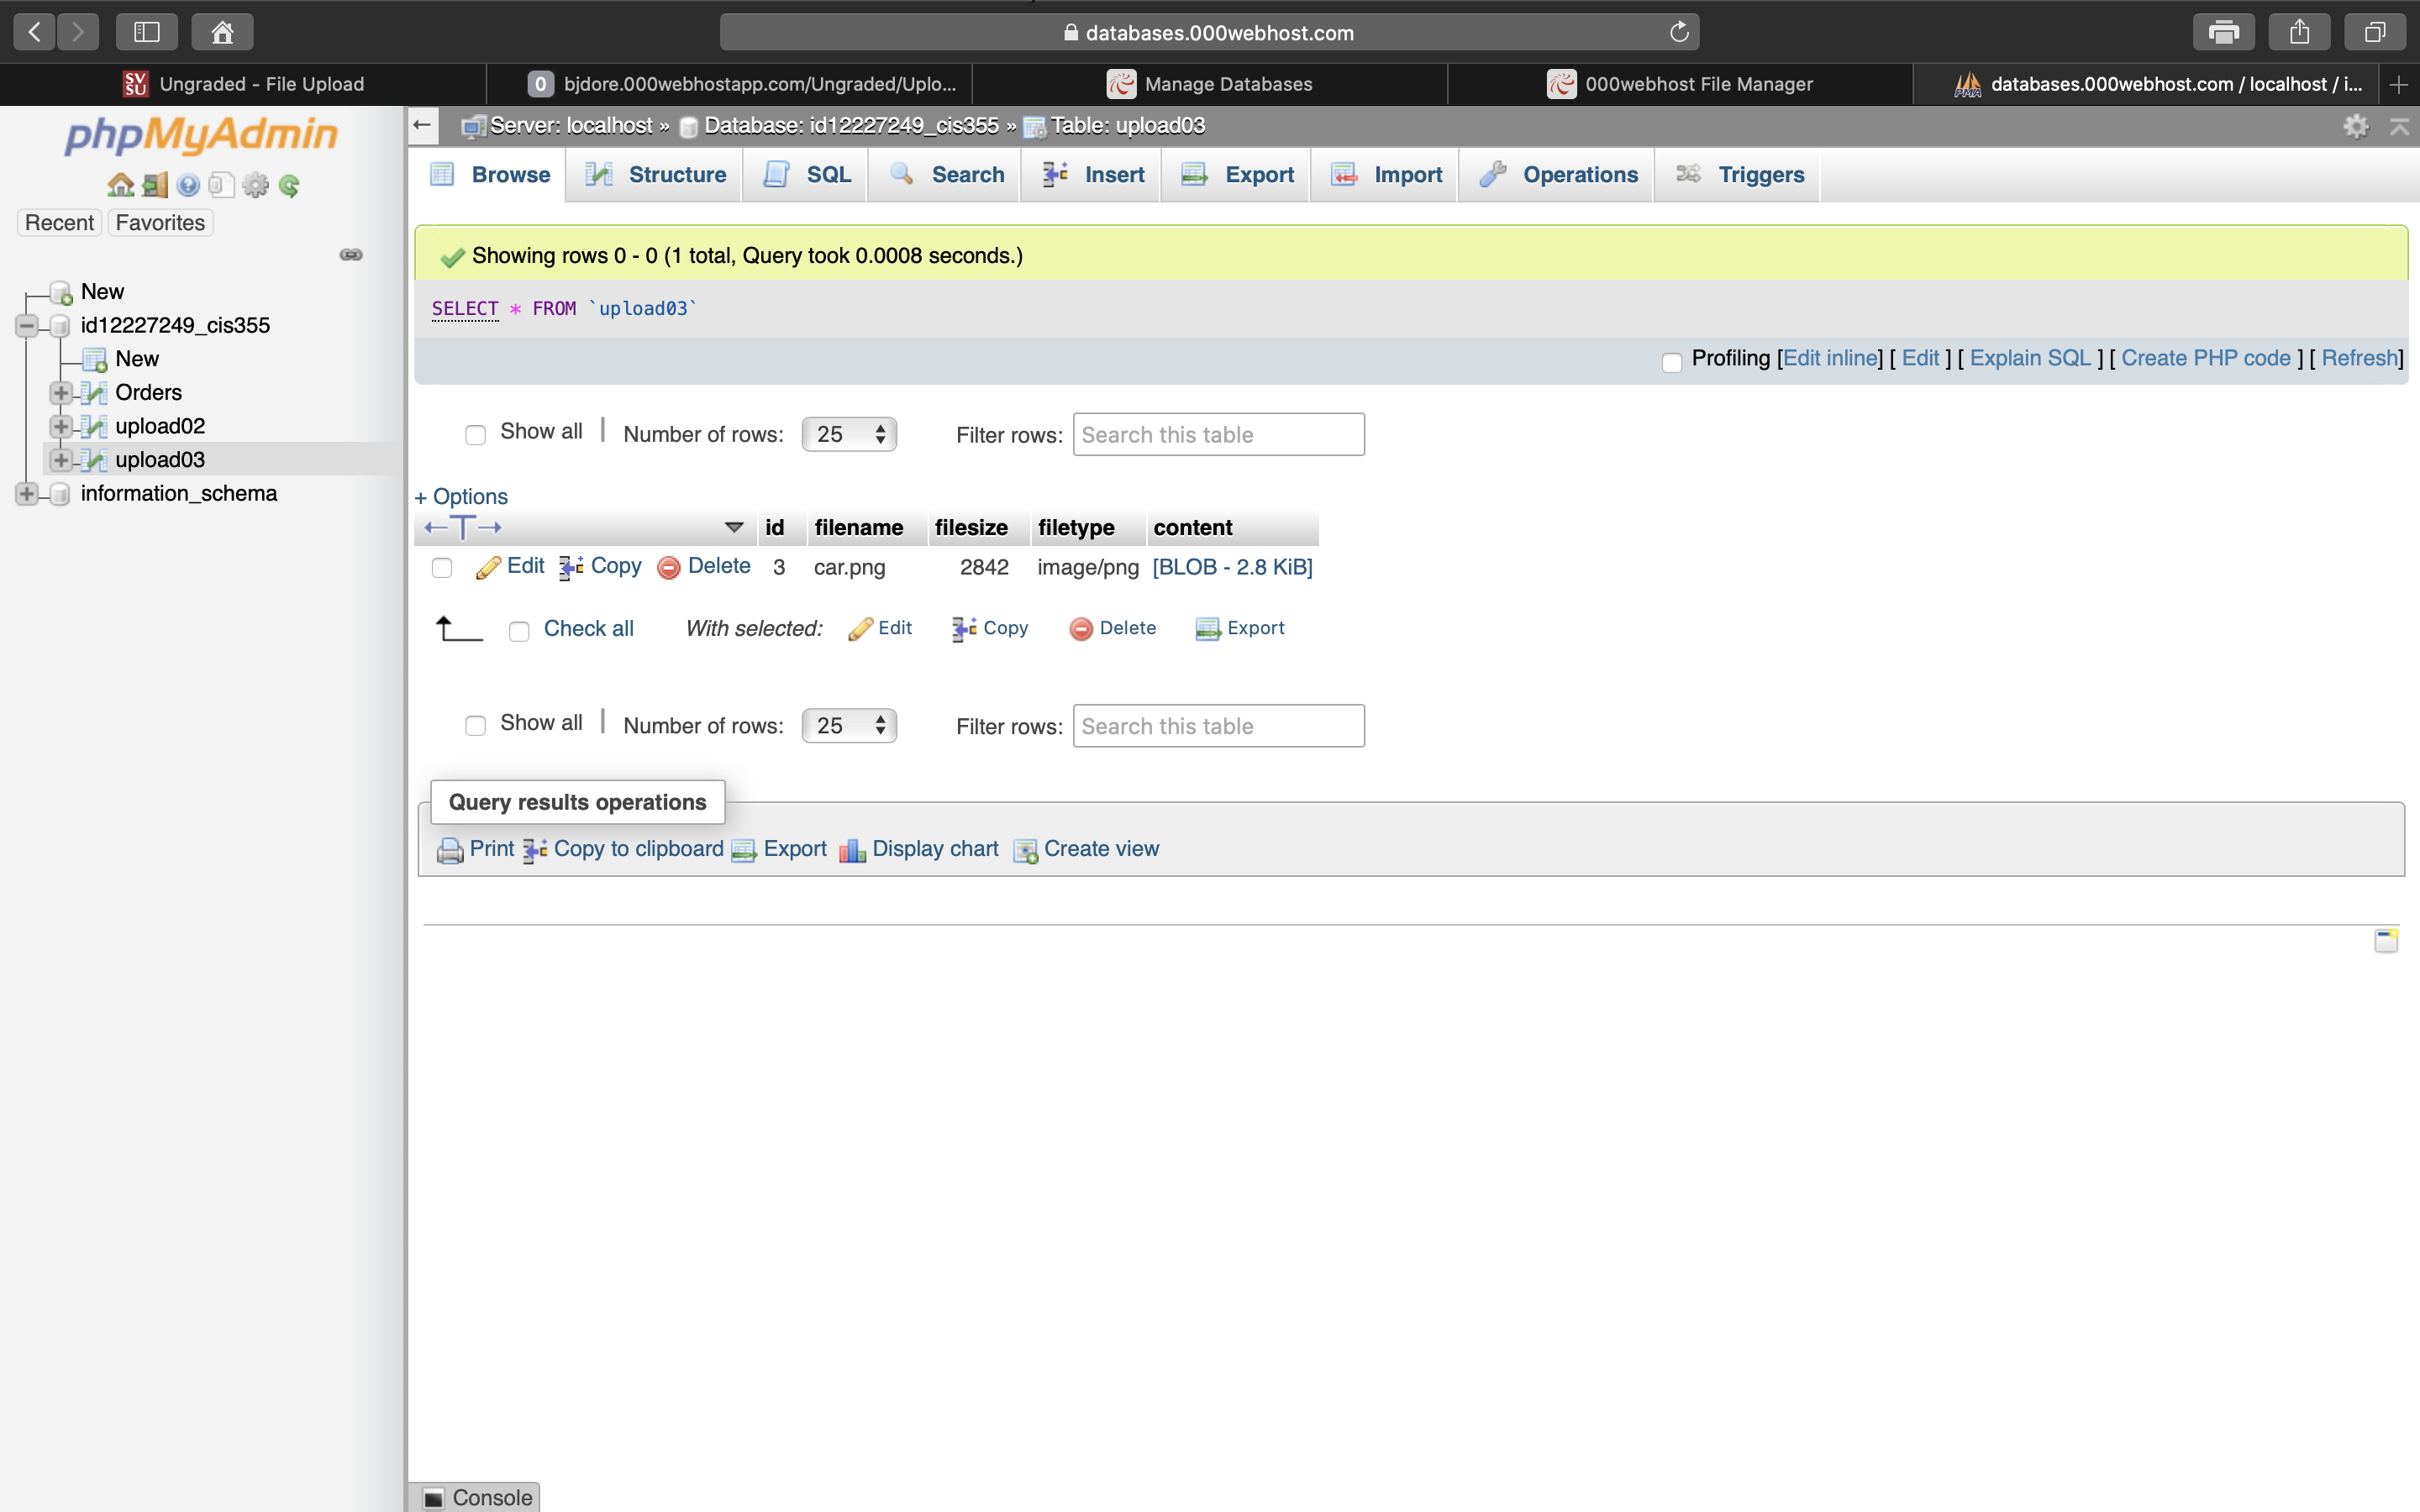 databases.000webhost.com
SV SU Ungraded - File Upload
0 bjdore.000webhostapp.com/Ungraded/Uplo...
Manage Databases
000webhost File Manager
PMA databases.000webhost.com / localhost / i...
phpMyAdmin
Recent Favorites
New
id12227249_cis355
New
Orders
upload02
upload03
information_schema
Server: localhost » Database: id12227249_cis355 » Table: upload03
Browse Structure SQL Search Insert Export Import Operations Triggers
Showing rows 0 - 0 (1 total, Query took 0.0008 seconds.)
SELECT * FROM `upload03`
Profiling [Edit inline] [ Edit ] [ Explain SQL ] [ Create PHP code ] [ Refresh]
Show all | Number of rows: 25 Filter rows: Search this table
+ Options
←T→ id filename filesize filetype content
Edit Copy Delete 3 car.png 2842 image/png [BLOB - 2.8 KiB]
Check all With selected: Edit Copy Delete Export
Show all | Number of rows: 25 Filter rows: Search this table
Query results operations
Print Copy to clipboard Export Display chart Create view
Console